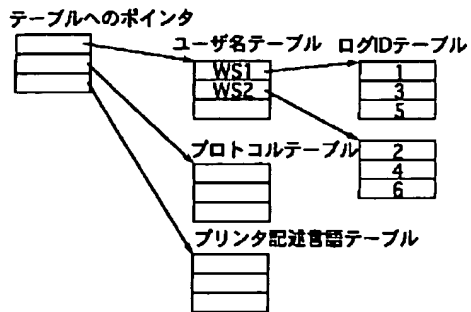 テーブルへのポインタ
ユーザ名テーブル
ログIDテーブル
WS1
WS2
1
3
5
プロトコルテーブル
2
4
6
プリンタ記述言語テーブル